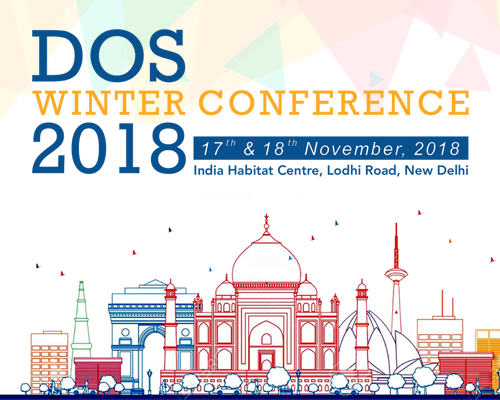 DOS
WINTER CONFERENCE
2018
17th & 18th November, 2018
India Habitat Centre, Lodhi Road, New Delhi